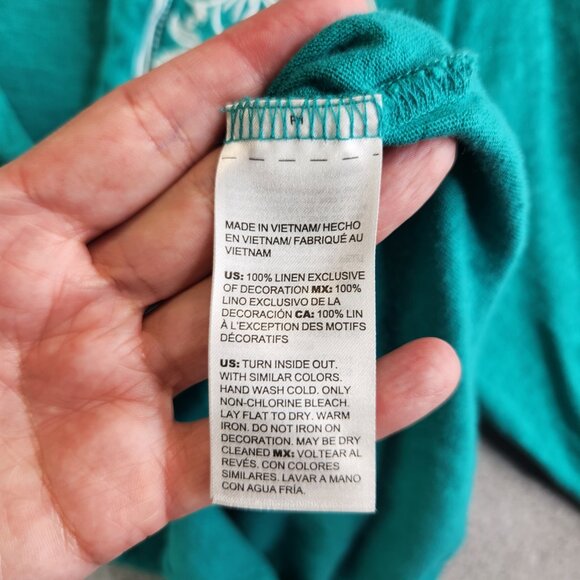 MADE IN VIETNAM/ HECHO
EN VIETNAM/ FABRIQUÉ AU
VIETNAM
US: 100% LINEN EXCLUSIVE
OF DECORATION MX: 100%
LINO EXCLUSIVO DE LA
DECORACIÓN CA: 100% LIN
À L'EXCEPTION DES MOTIFS
DÉCORATIFS
US: TURN INSIDE OUT.
WITH SIMILAR COLORS.
HAND WASH COLD. ONLY
NON-CHLORINE BLEACH.
LAY FLAT TO DRY. WARM
IRON. DO NOT IRON ON
DECORATION. MAY BE DRY
CLEANED MX: VOLTEAR AL
REVÉS. CON COLORES
SIMILARES. LAVAR A MANO
CON AGUA FRÍA.